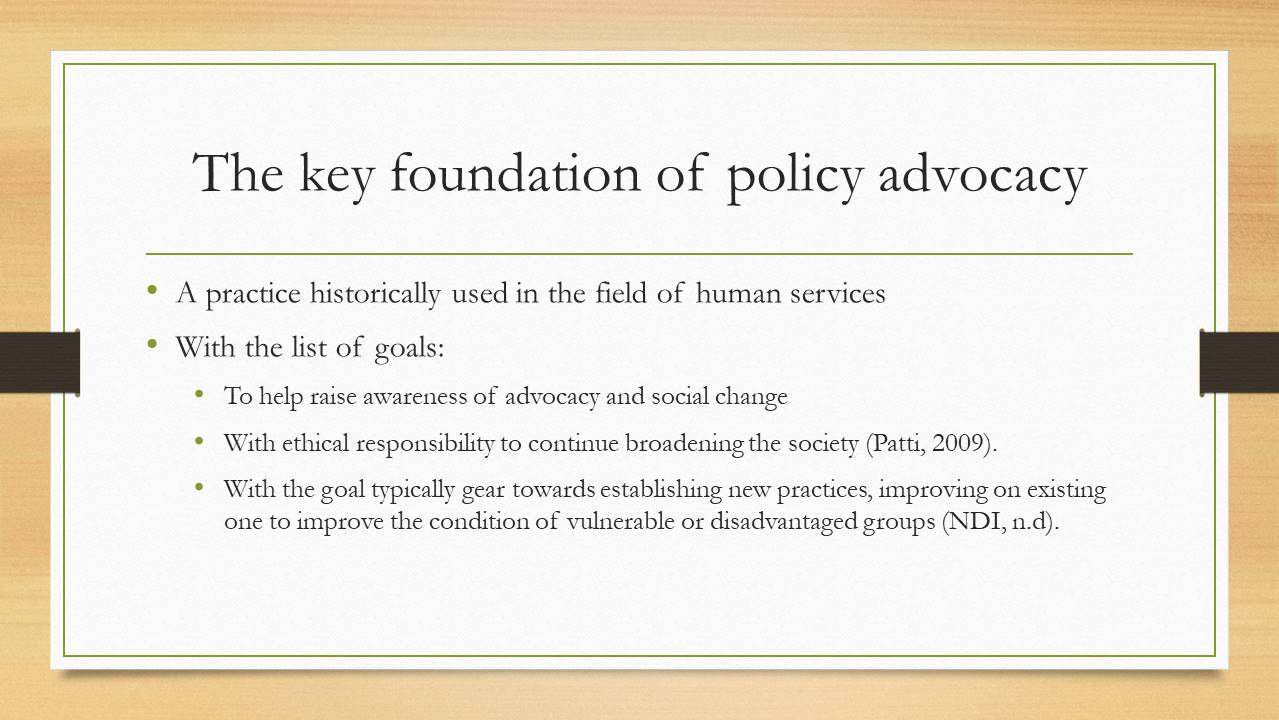 The key foundation of policy advocacy
• A practice historically used in the field of human services
• With the list of goals:
• To help raise awareness of advocacy and social change
• With ethical responsibility to continue broadening the society (Patti, 2009).
• With the goal typically gear towards establishing new practices, improving on existing
one to improve the condition of vulnerable or disadvantaged groups (NDI, n.d).